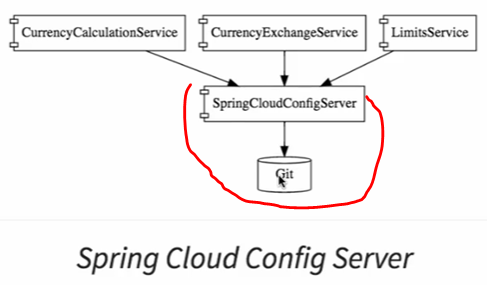 CurrencyCalculationService CurrencyExchangeService LimitsService
SpringCloudConfigServer
Git
Spring Cloud Config Server